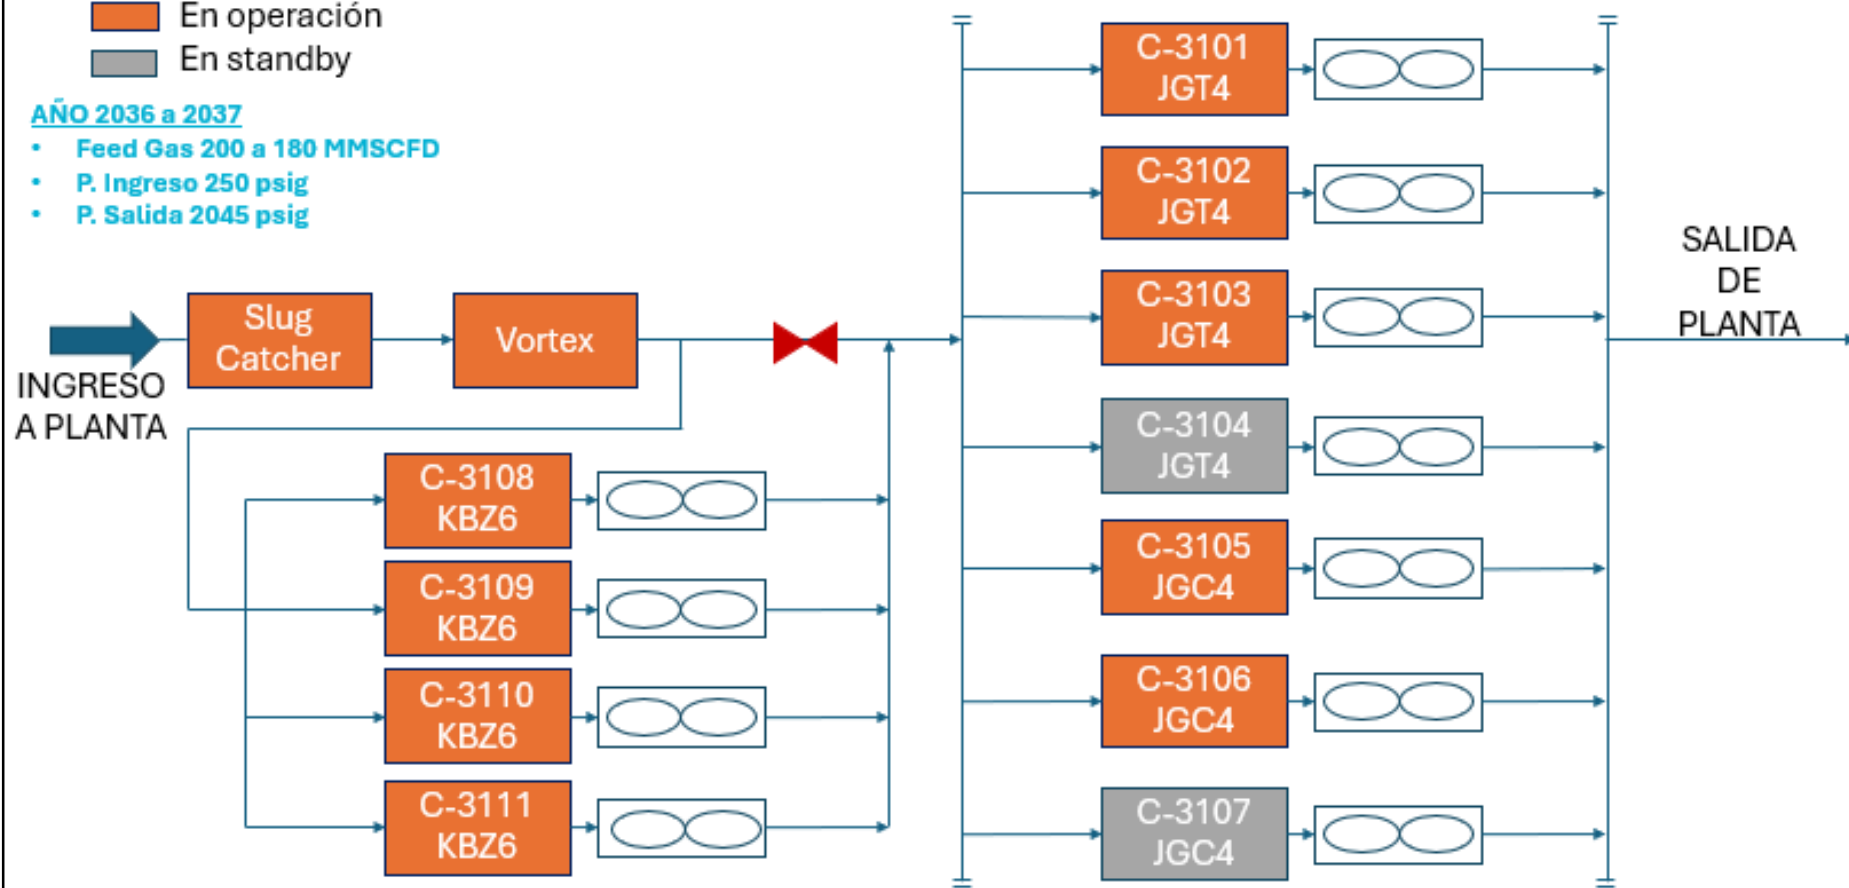 En operación
En standby
AÑO 2036 a 2037
• Feed Gas 200 a 180 MMSCFD
• P. Ingreso 250 psig
• P. Salida 2045 psig
INGRESO
A PLANTA
Slug
Catcher
Vortex
C-3108
KBZ6
C-3109
KBZ6
C-3110
KBZ6
C-3111
KBZ6
C-3101
JGT4
C-3102
JGT4
C-3103
JGT4
C-3104
JGT4
C-3105
JGC4
C-3106
JGC4
C-3107
JGC4
SALIDA
DE
PLANTA